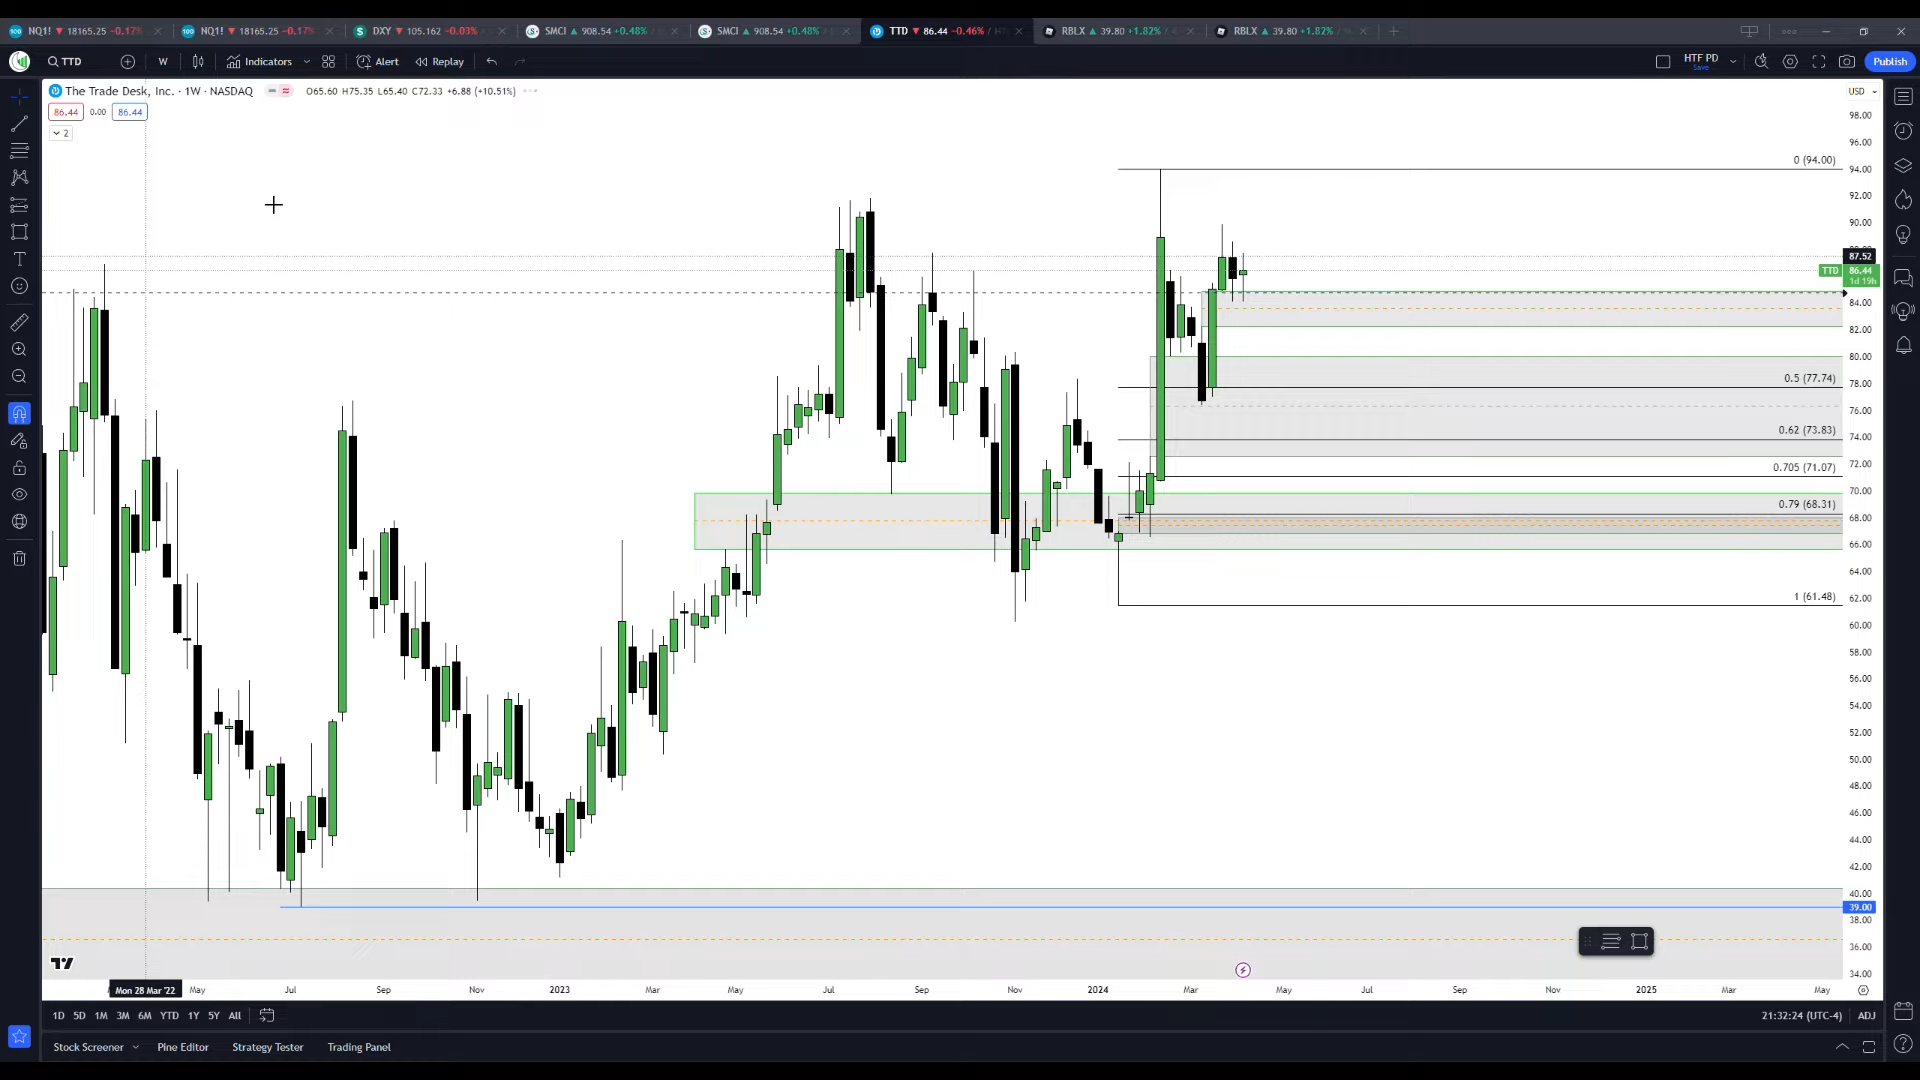 NQ1! ▼ 18165.25 −0.17%
NQ1! ▼ 18165.25 −0.17%
DXY ▼ 105.162 −0.03%
SMCI ▲ 908.54 +0.48%
SMCI ▲ 908.54 +0.48%
TTD ▼ 86.44 −0.46%
RBLX ▲ 39.80 +1.82%
RBLX ▲ 39.80 +1.82%
TTD
W
Indicators
Alert
Replay
HTF PD
Save
Publish
The Trade Desk, Inc. · 1W · NASDAQ
O65.60 H75.35 L65.40 C72.33 +6.88 (+10.51%)
USD
86.44 0.00 86.44
2
98.00
96.00
0 (94.00)
94.00
92.00
90.00
87.52
TTD 86.44
1d 19h
84.00
82.00
80.00
0.5 (77.74)
78.00
76.00
0.62 (73.83)
74.00
72.00
0.705 (71.07)
70.00
0.79 (68.31)
68.00
66.00
64.00
1 (61.48)
62.00
60.00
58.00
56.00
54.00
52.00
50.00
48.00
46.00
44.00
42.00
40.00
39.00
38.00
36.00
34.00
Mon 28 Mar '22 May Jul Sep Nov 2023 Mar May Jul Sep Nov 2024 Mar May Jul Sep Nov 2025 Mar May
1D 5D 1M 3M 6M YTD 1Y 5Y All
21:32:24 (UTC-4) ADJ
Stock Screener Pine Editor Strategy Tester Trading Panel